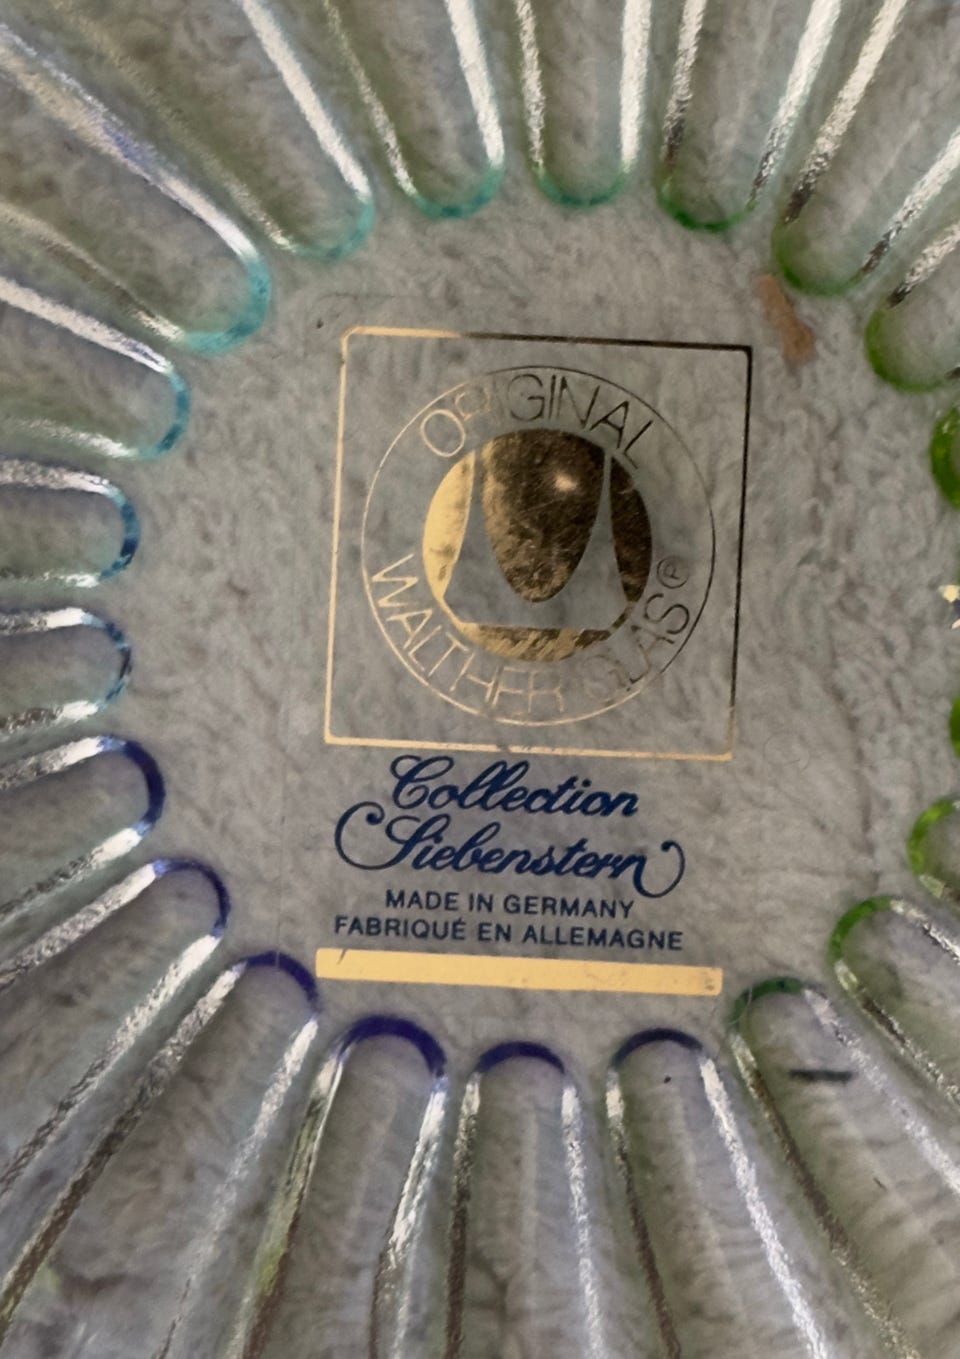 ORIGINAL
WALTHER GLAS®
Collection
Siebenstern
MADE IN GERMANY
FABRIQUÉ EN ALLEMAGNE